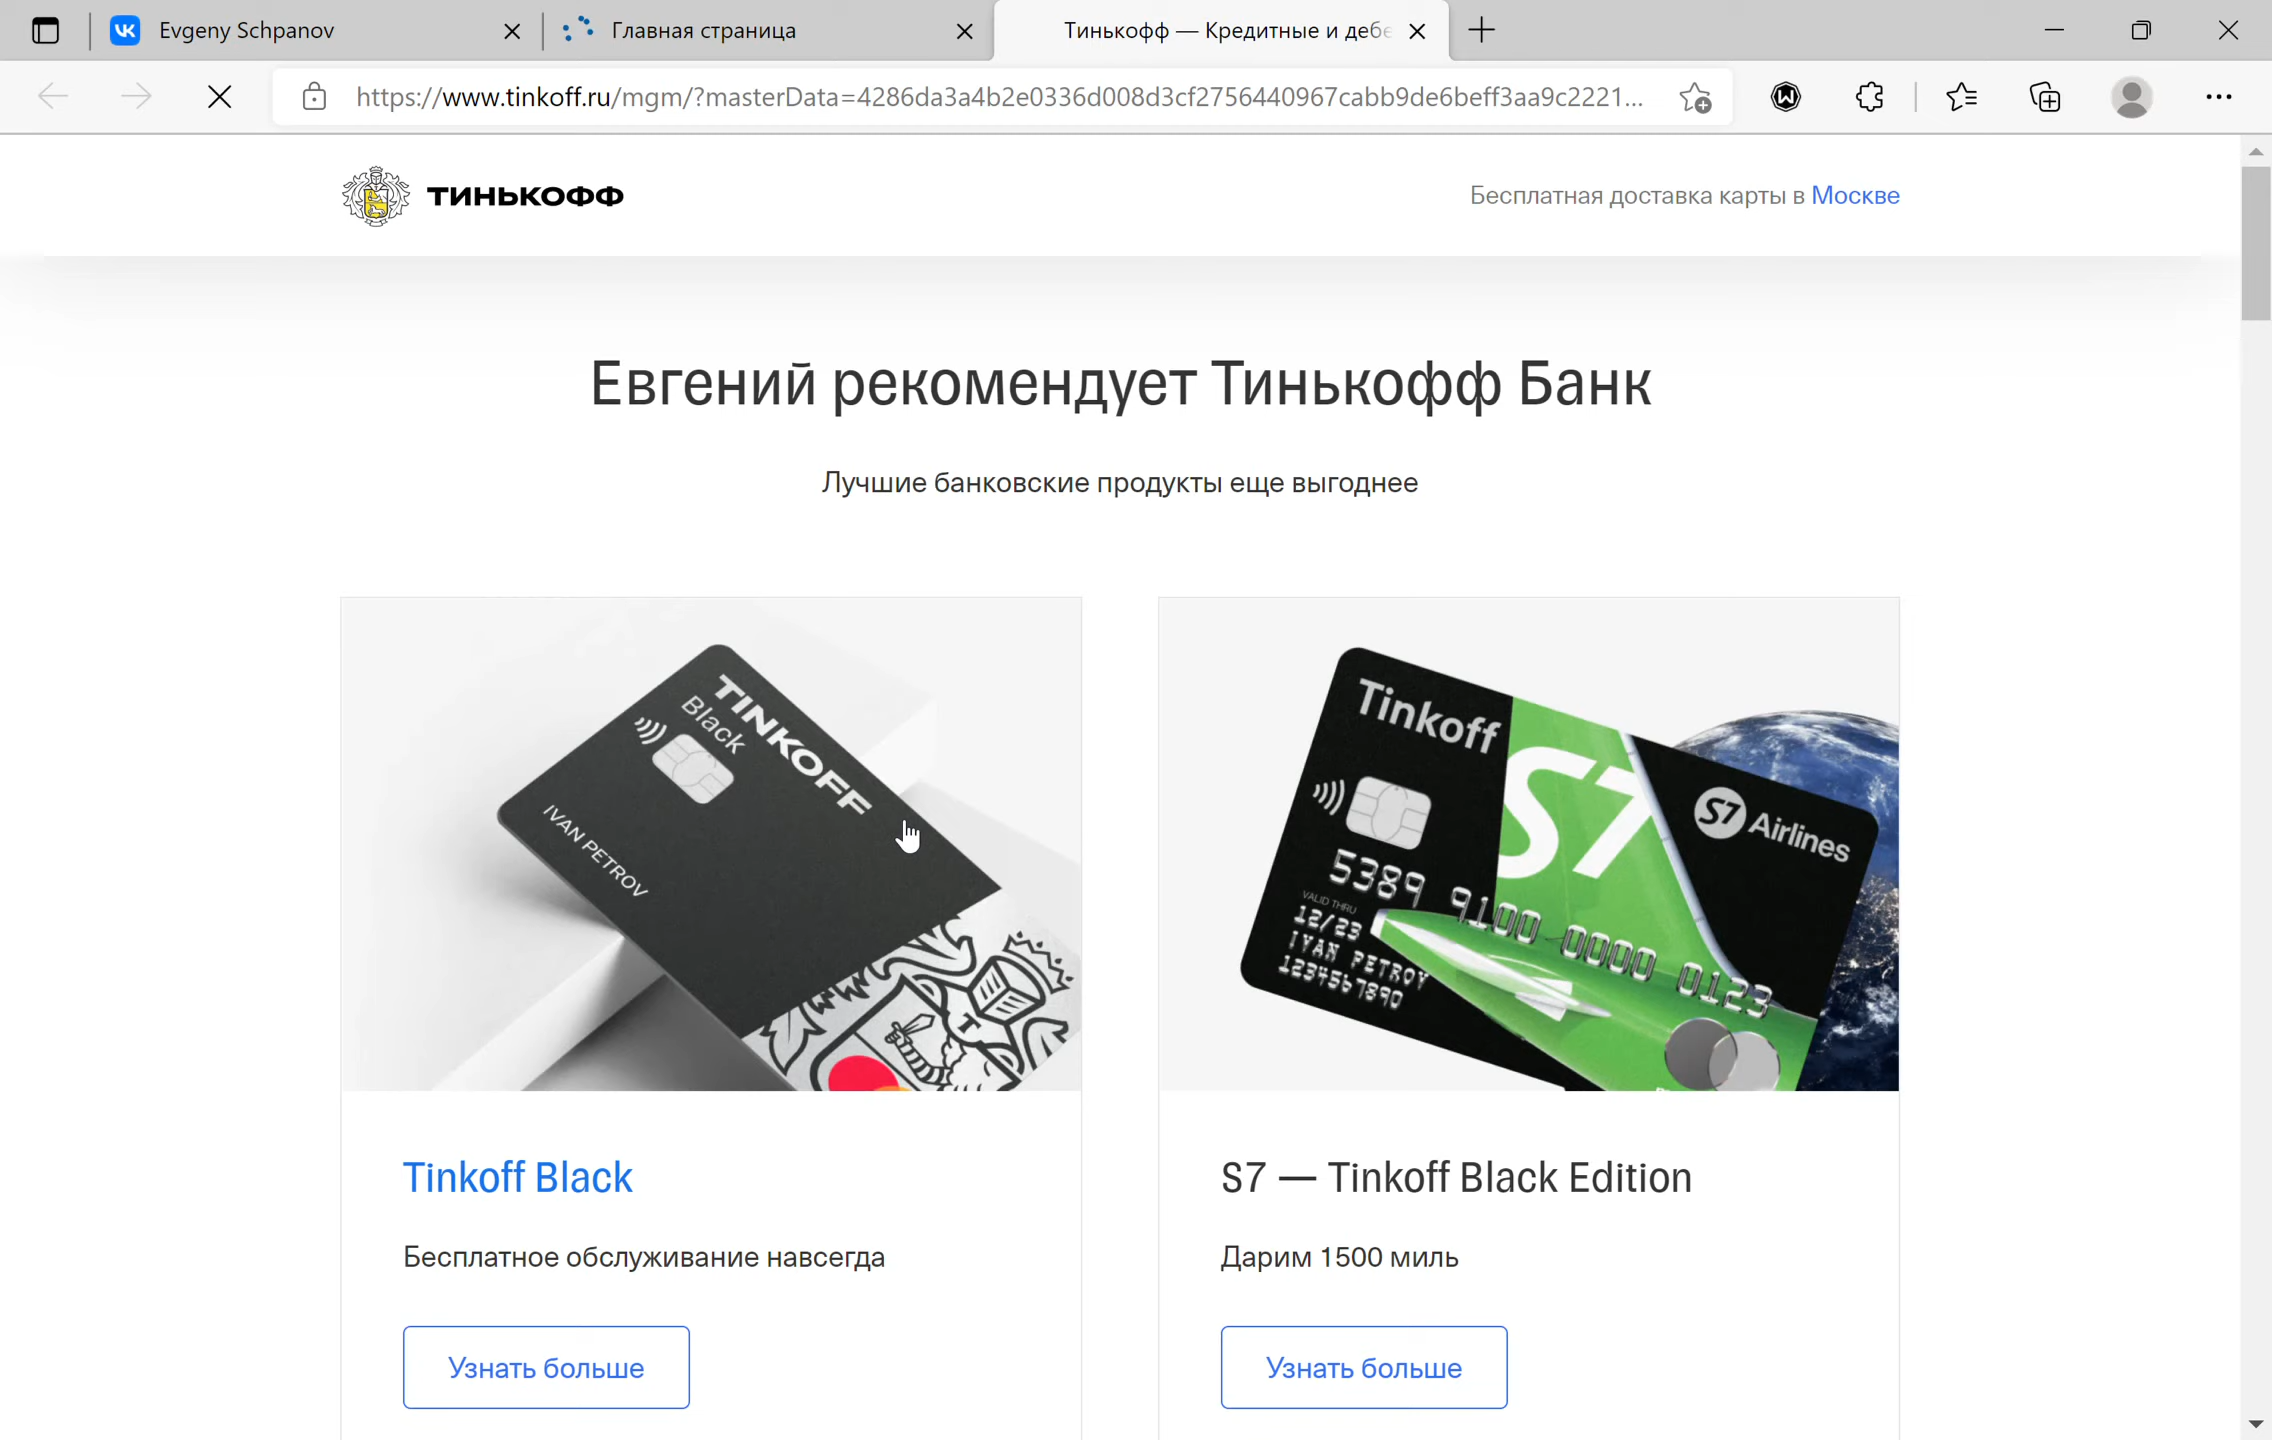 Evgeny Schpanov
Главная страница
Тинькофф — Кредитные и дебе
https://www.tinkoff.ru/mgm/?masterData=4286da3a4b2e0336d008d3cf2756440967cabb9de6beff3aa9c2221...
ТИНЬКОФФ
Бесплатная доставка карты в Москве
Евгений рекомендует Тинькофф Банк
Лучшие банковские продукты еще выгоднее
TINKOFF
Black
IVAN PETROV
T
Tinkoff
S7
S7 Airlines
5389 9100 0000 0123
VALID THRU
12/23
IVAN PETROV
1234567890
Tinkoff Black
Бесплатное обслуживание навсегда
Узнать больше
S7 — Tinkoff Black Edition
Дарим 1500 миль
Узнать больше